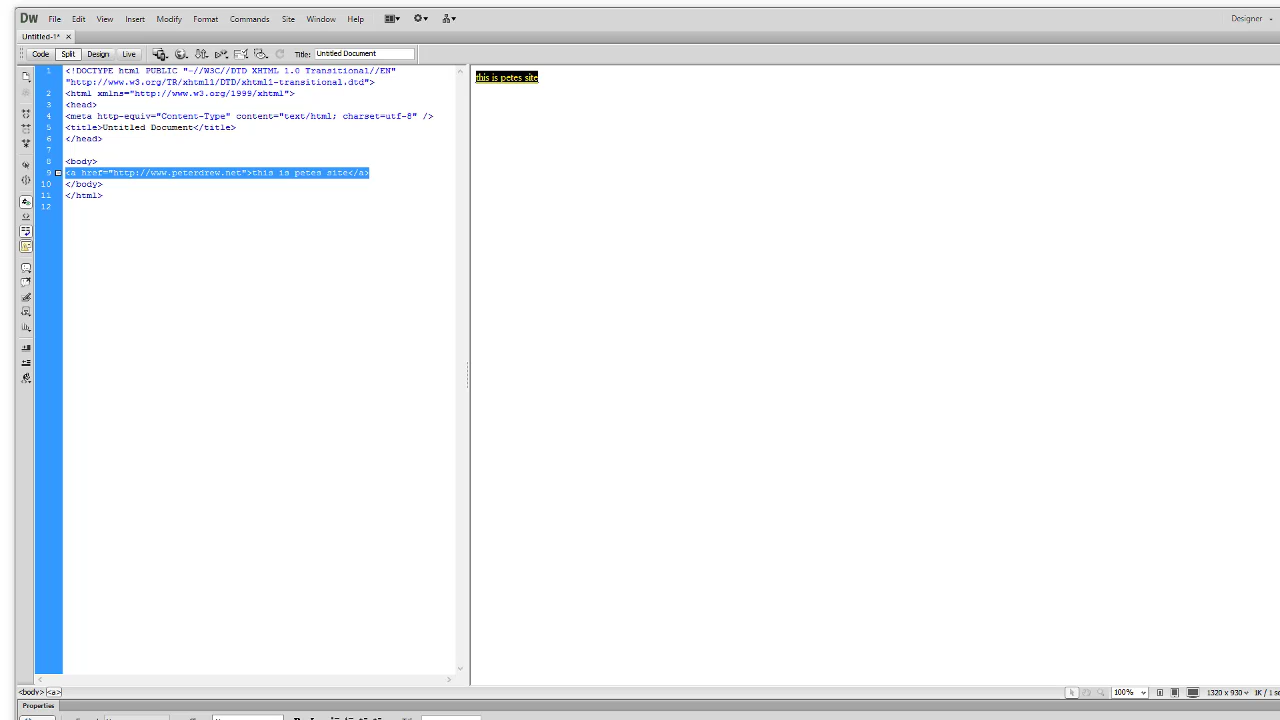 Dw File Edit View Insert Modify Format Commands Site Window Help Designer
Untitled-1* ×
Code Split Design Live Title: Untitled Document
1 <!DOCTYPE html PUBLIC "-//W3C//DTD XHTML 1.0 Transitional//EN"
"http://www.w3.org/TR/xhtml1/DTD/xhtml1-transitional.dtd">
2 <html xmlns="http://www.w3.org/1999/xhtml">
3 <head>
4 <meta http-equiv="Content-Type" content="text/html; charset=utf-8" />
5 <title>Untitled Document</title>
6 </head>
7
8 <body>
9 <a href="http://www.peterdrew.net">this is petes site</a>
10 </body>
11 </html>
12
this is petes site
<body> <a> 100% 1320 x 930 1K / 1 se
Properties